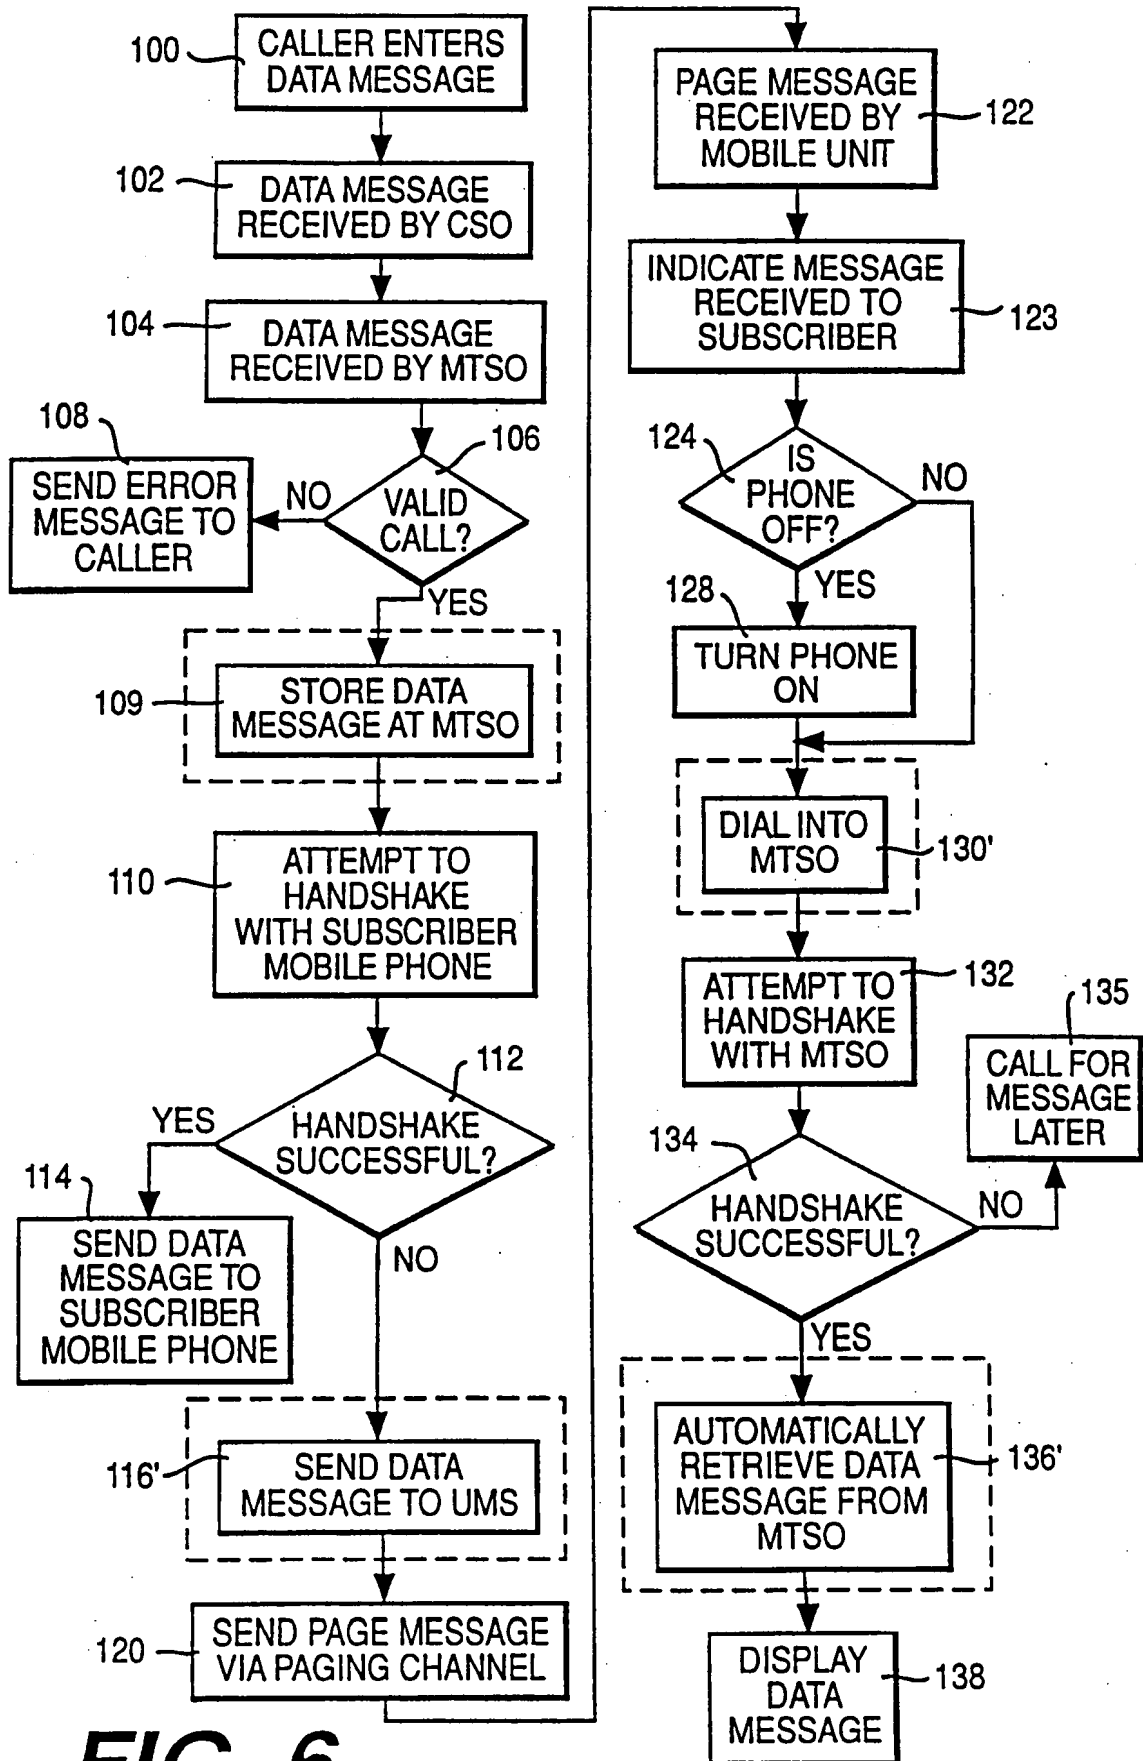 100
CALLER ENTERS
DATA MESSAGE
102
DATA MESSAGE
RECEIVED BY CSO
104
DATA MESSAGE
RECEIVED BY MTSO
106
VALID
CALL?
NO
108
SEND ERROR
MESSAGE TO
CALLER
YES
109
STORE DATA
MESSAGE AT MTSO
110
ATTEMPT TO
HANDSHAKE
WITH SUBSCRIBER
MOBILE PHONE
112
HANDSHAKE
SUCCESSFUL?
YES
114
SEND DATA
MESSAGE TO
SUBSCRIBER
MOBILE PHONE
NO
116'
SEND DATA
MESSAGE TO UMS
120
SEND PAGE MESSAGE
VIA PAGING CHANNEL
PAGE MESSAGE
RECEIVED BY
MOBILE UNIT
122
INDICATE MESSAGE
RECEIVED TO
SUBSCRIBER
123
124
IS
PHONE
OFF?
NO
YES
128
TURN PHONE
ON
DIAL INTO
MTSO
130'
ATTEMPT TO
HANDSHAKE
WITH MTSO
132
134
HANDSHAKE
SUCCESSFUL?
NO
135
CALL FOR
MESSAGE
LATER
YES
AUTOMATICALLY
RETRIEVE DATA
MESSAGE FROM
MTSO
136'
DISPLAY
DATA
MESSAGE
138
FIG. 6